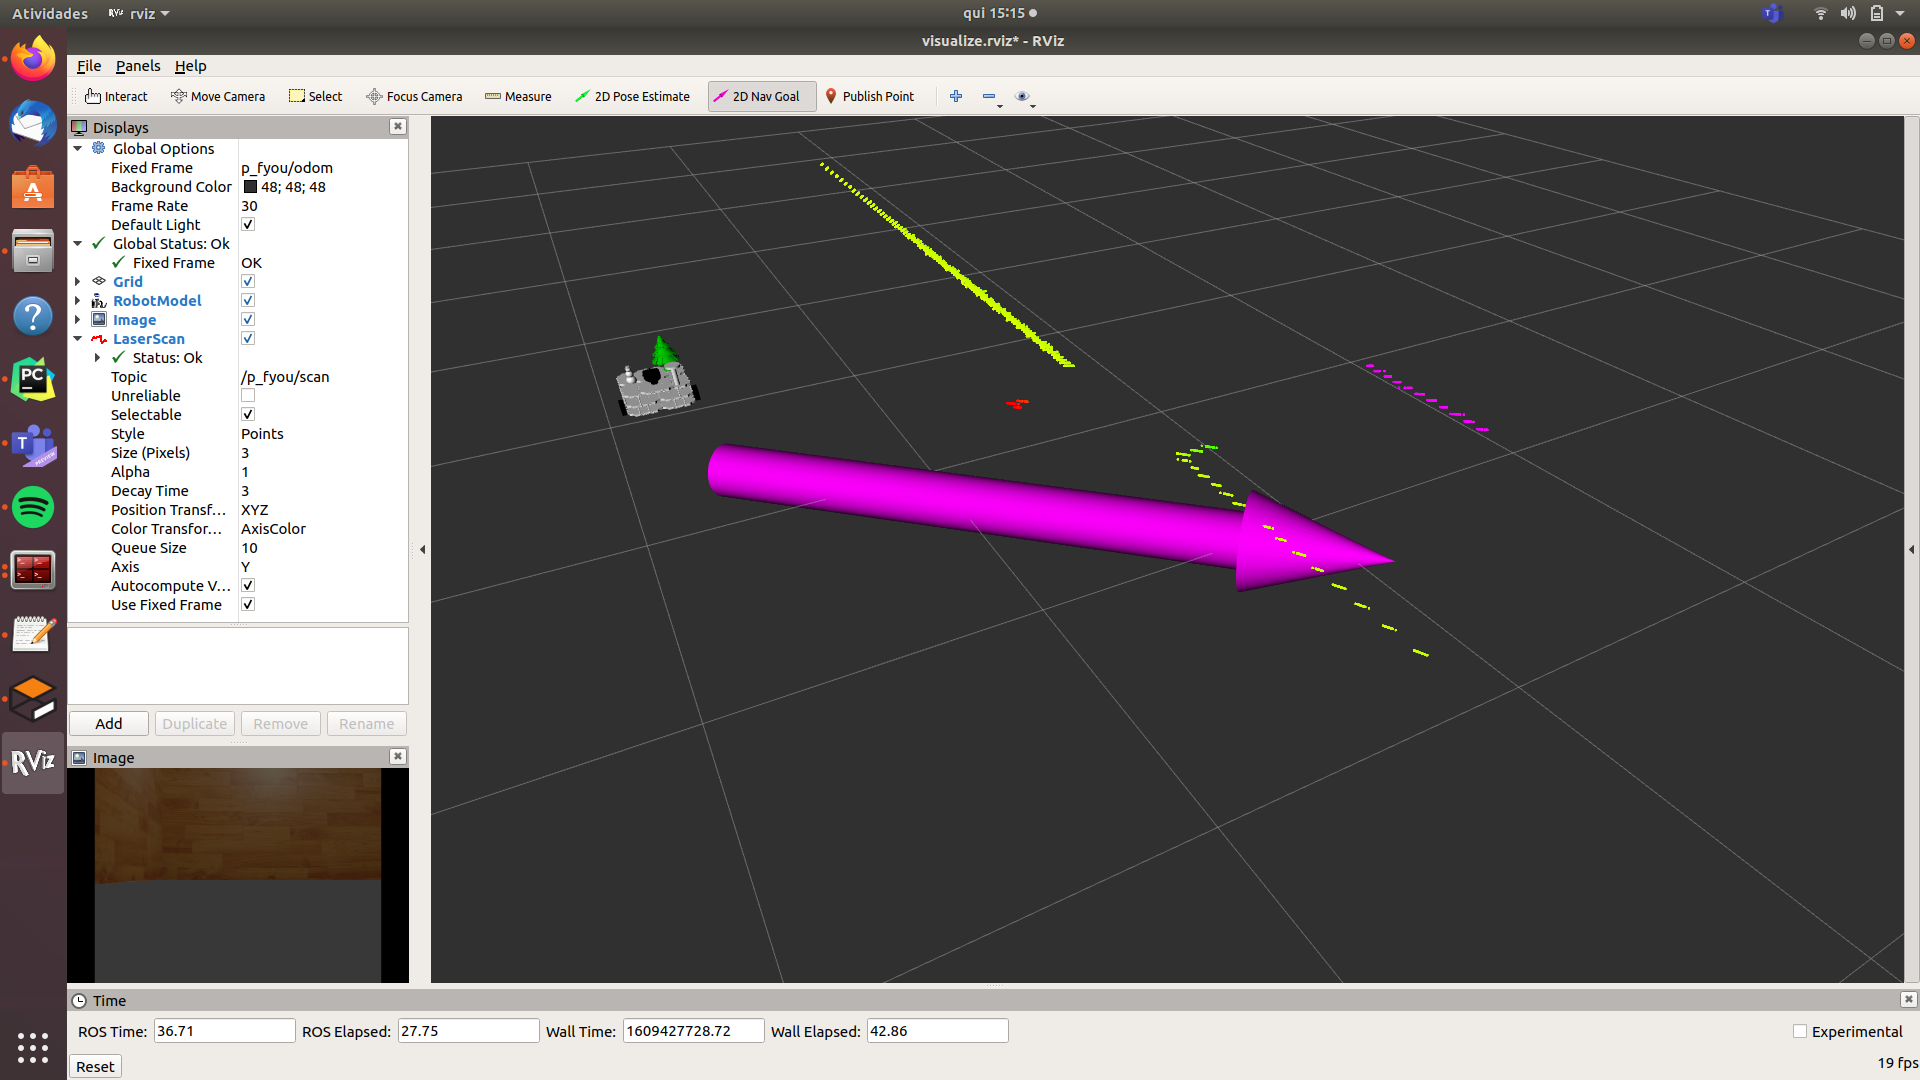 Atividades
RViz rviz
qui 15:15
visualize.rviz* - RViz
File Panels Help
Interact Move Camera Select Focus Camera Measure 2D Pose Estimate 2D Nav Goal Publish Point
Displays
Global Options
Fixed Frame p_fyou/odom
Background Color 48; 48; 48
Frame Rate 30
Default Light
Global Status: Ok
Fixed Frame OK
Grid
RobotModel
Image
LaserScan
Status: Ok
Topic /p_fyou/scan
Unreliable
Selectable
Style Points
Size (Pixels) 3
Alpha 1
Decay Time 3
Position Transf... XYZ
Color Transfor... AxisColor
Queue Size 10
Axis Y
Autocompute V...
Use Fixed Frame
Add Duplicate Remove Rename
Image
Time
ROS Time: 36.71 ROS Elapsed: 27.75 Wall Time: 1609427728.72 Wall Elapsed: 42.86 Experimental
Reset 19 fps
PC
T
PREVIEW
RViz